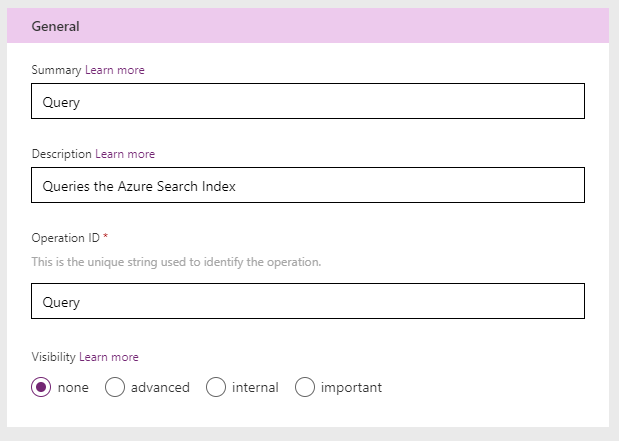 General
Summary Learn more
Query
Description Learn more
Queries the Azure Search Index
Operation ID *
This is the unique string used to identify the operation.
Query
Visibility Learn more
none advanced internal important